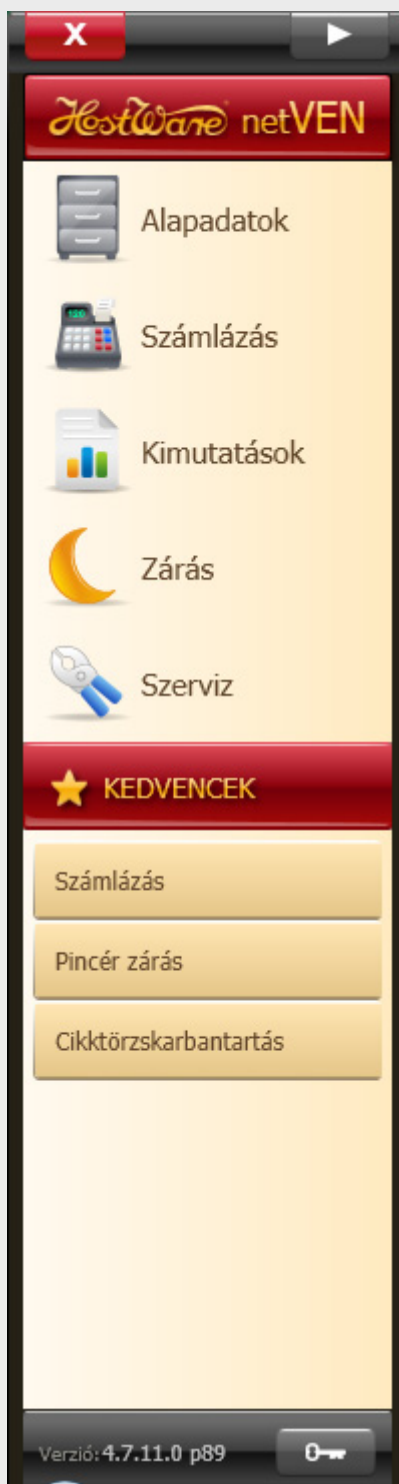 X
HostWare netVEN
Alapadatok
Számlázás
Kimutatások
Zárás
Szerviz
KEDVENCEK
Számlázás
Pincér zárás
Cikktörzskarbantartás
Verzió: 4.7.11.0 p89